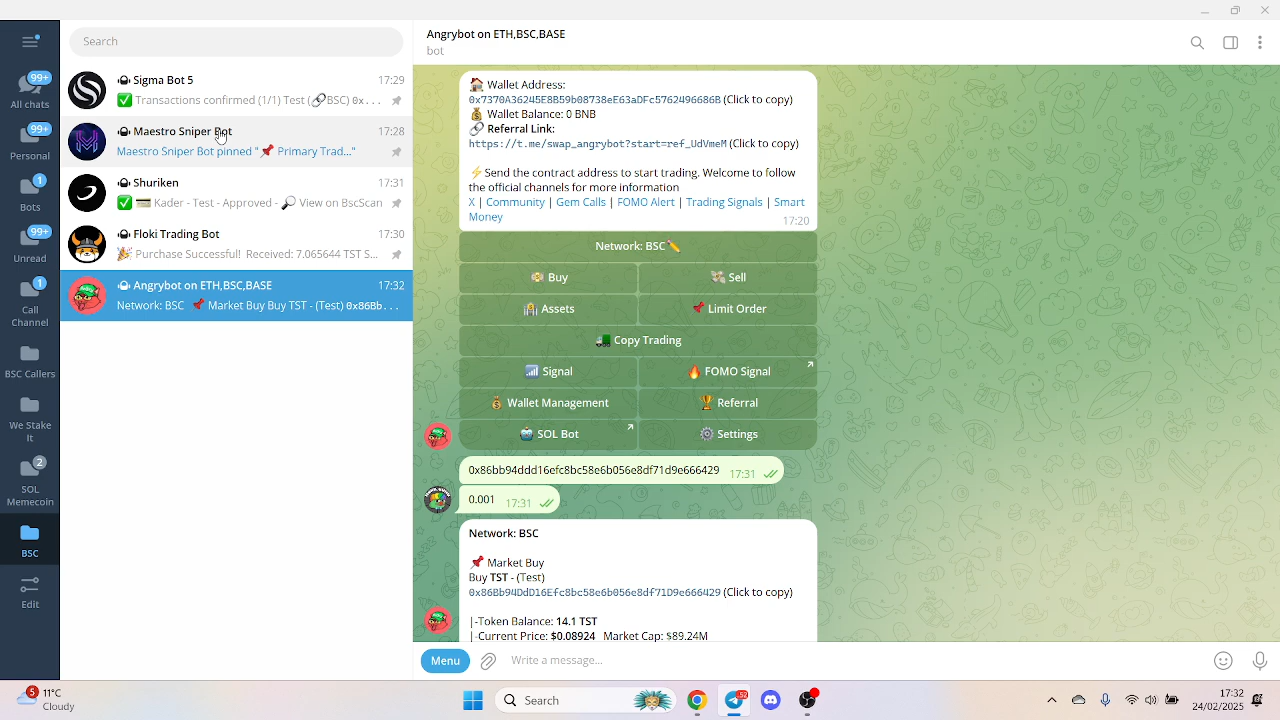 Search
Angrybot on ETH,BSC,BASE
bot
99+
All chats
99+
Personal
1
Bots
99+
Unread
1
Call
Channel
BSC Callers
We Stake
It
2
SOL
Memecoin
BSC
Edit
Sigma Bot 5
17:29
Transactions confirmed (1/1) Test (🔗BSC) 0x...
Maestro Sniper Bot
17:28
Maestro Sniper Bot pinned "📌 Primary Trad..."
Shuriken
17:31
✅ 💳 Kader - Test - Approved - 🔎 View on BscScan
Floki Trading Bot
17:30
🎉 Purchase Successful! Received: 7.065644 TST S...
Angrybot on ETH,BSC,BASE
17:32
Network: BSC 📌 Market Buy Buy TST - (Test) 0x86Bb...
🏠 Wallet Address:
0x7370A36245E8B59b08738eE63aDFc5762496686B (Click to copy)
💰 Wallet Balance: 0 BNB
🔗 Referral Link:
https://t.me/swap_angrybot?start=ref_UdVmeM (Click to copy)
⚡Send the contract address to start trading. Welcome to follow
the official channels for more information
X | Community | Gem Calls | FOMO Alert | Trading Signals | Smart
Money
17:20
Network: BSC✏️
💸 Buy
💸 Sell
🏦 Assets
📌 Limit Order
🚛 Copy Trading
📶 Signal
🔥 FOMO Signal
💰 Wallet Management
🏆 Referral
🤖 SOL Bot
⚙️ Settings
0x86bb94ddd16efc8bc58e6b056e8df71d9e666429 17:31
0.001 17:31
Network: BSC
📌 Market Buy
Buy TST - (Test)
0x86Bb94DdD16Efc8bc58e6b056e8df71D9e666429 (Click to copy)
|-Token Balance: 14.1 TST
|-Current Price: $0.08924 Market Cap: $89.24M
Menu
Write a message...
5
11°C
Cloudy
Search
52
17:32
24/02/2025